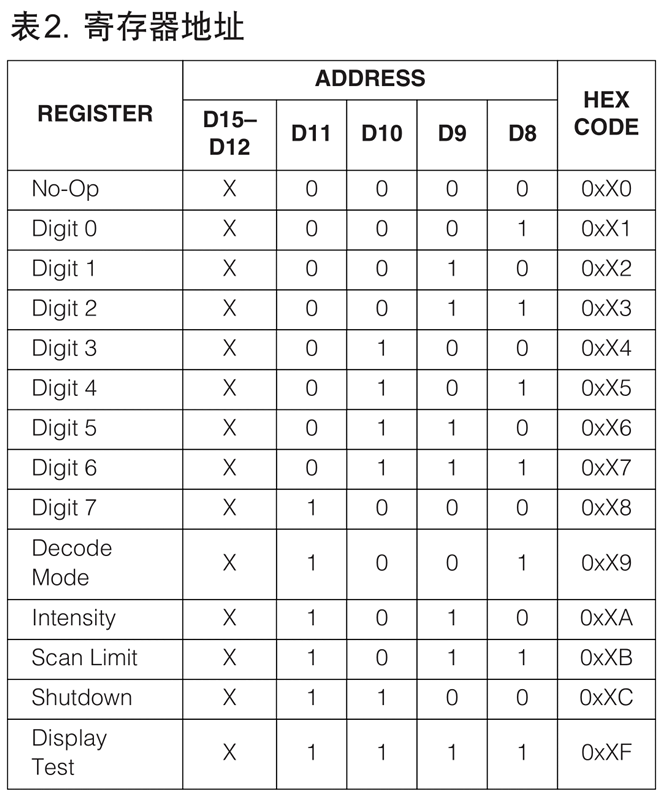 表2. 寄存器地址
REGISTER ADDRESS HEX CODE
D15–D12 D11 D10 D9 D8
No-Op X 0 0 0 0 0xX0
Digit 0 X 0 0 0 1 0xX1
Digit 1 X 0 0 1 0 0xX2
Digit 2 X 0 0 1 1 0xX3
Digit 3 X 0 1 0 0 0xX4
Digit 4 X 0 1 0 1 0xX5
Digit 5 X 0 1 1 0 0xX6
Digit 6 X 0 1 1 1 0xX7
Digit 7 X 1 0 0 0 0xX8
Decode Mode X 1 0 0 1 0xX9
Intensity X 1 0 1 0 0xXA
Scan Limit X 1 0 1 1 0xXB
Shutdown X 1 1 0 0 0xXC
Display Test X 1 1 1 1 0xXF